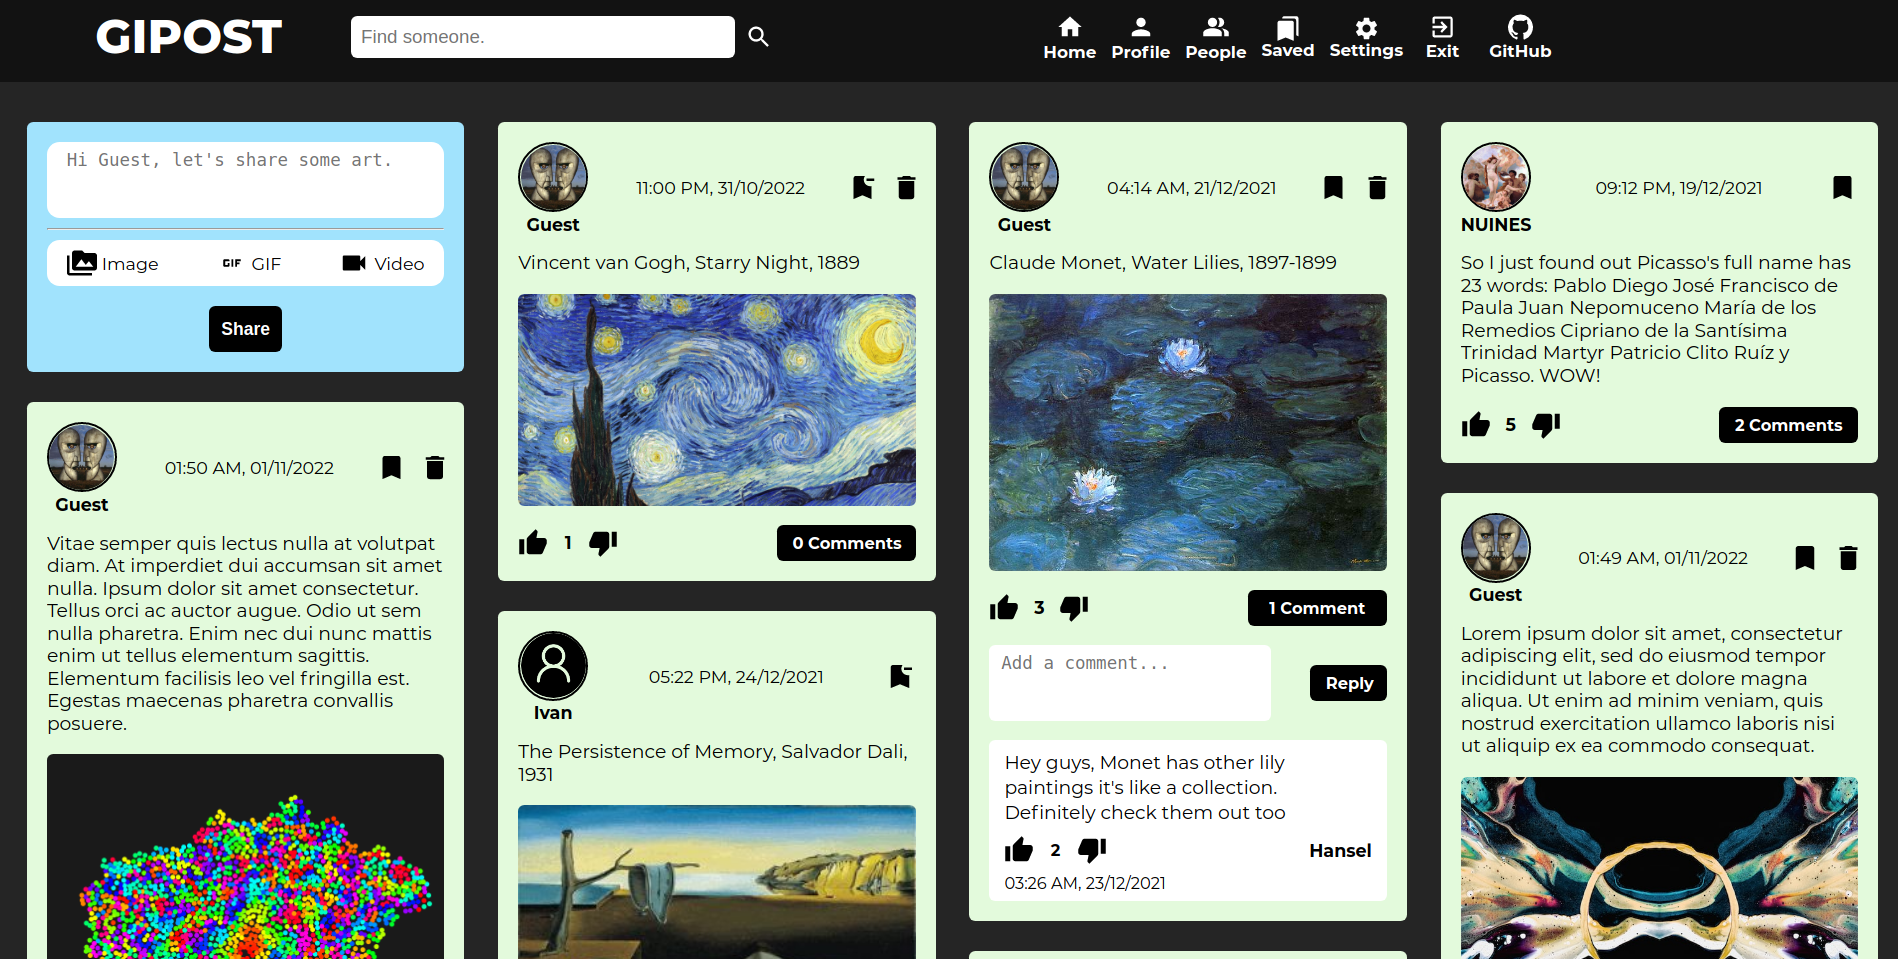 GIPOST
Find someone.
Home
Profile
People
Saved
Settings
Exit
GitHub
Hi Guest, let's share some art.
Image
GIF
GIF
Video
Share
01:50 AM, 01/11/2022
Guest
Vitae semper quis lectus nulla at volutpat
diam. At imperdiet dui accumsan sit amet
nulla. Ipsum dolor sit amet consectetur.
Tellus orci ac auctor augue. Odio ut sem
nulla pharetra. Enim nec dui nunc mattis
enim ut tellus elementum sagittis.
Elementum facilisis leo vel fringilla est.
Egestas maecenas pharetra convallis
posuere.
11:00 PM, 31/10/2022
Guest
Vincent van Gogh, Starry Night, 1889
1
0 Comments
05:22 PM, 24/12/2021
Ivan
The Persistence of Memory, Salvador Dali,
1931
04:14 AM, 21/12/2021
Guest
Claude Monet, Water Lilies, 1897-1899
3
1 Comment
Add a comment...
Reply
Hey guys, Monet has other lily
paintings it's like a collection.
Definitely check them out too
2
Hansel
03:26 AM, 23/12/2021
09:12 PM, 19/12/2021
NUINES
So I just found out Picasso's full name has
23 words: Pablo Diego José Francisco de
Paula Juan Nepomuceno María de los
Remedios Cipriano de la Santísima
Trinidad Martyr Patricio Clito Ruíz y
Picasso. WOW!
5
2 Comments
01:49 AM, 01/11/2022
Guest
Lorem ipsum dolor sit amet, consectetur
adipiscing elit, sed do eiusmod tempor
incididunt ut labore et dolore magna
aliqua. Ut enim ad minim veniam, quis
nostrud exercitation ullamco laboris nisi
ut aliquip ex ea commodo consequat.